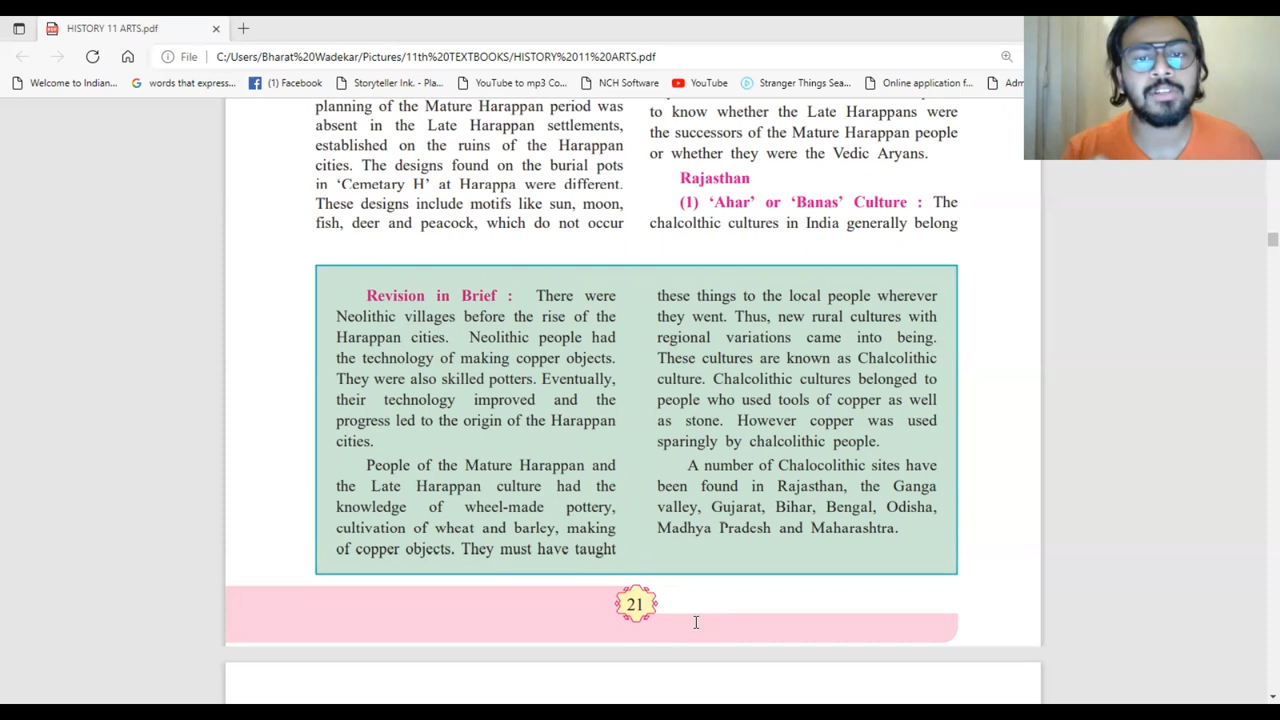 HISTORY 11 ARTS.pdf
File
C:/Users/Bharat%20Wadekar/Pictures/11th%20TEXTBOOKS/HISTORY%2011%20ARTS.pdf
Welcome to Indian...
words that express...
(1) Facebook
Storyteller Ink. - Pla...
YouTube to mp3 Co...
NCH Software
YouTube
Stranger Things Sea...
Online application f...
Adm
planning of the Mature Harappan period was
absent in the Late Harappan settlements,
established on the ruins of the Harappan
cities. The designs found on the burial pots
in ‘Cemetary H’ at Harappa were different.
These designs include motifs like sun, moon,
fish, deer and peacock, which do not occur
to know whether the Late Harappans were
the successors of the Mature Harappan people
or whether they were the Vedic Aryans.
Rajasthan
(1) ‘Ahar’ or ‘Banas’ Culture : The
chalcolthic cultures in India generally belong
Revision in Brief : There were
Neolithic villages before the rise of the
Harappan cities. Neolithic people had
the technology of making copper objects.
They were also skilled potters. Eventually,
their technology improved and the
progress led to the origin of the Harappan
cities.
People of the Mature Harappan and
the Late Harappan culture had the
knowledge of wheel-made pottery,
cultivation of wheat and barley, making
of copper objects. They must have taught
these things to the local people wherever
they went. Thus, new rural cultures with
regional variations came into being.
These cultures are known as Chalcolithic
culture. Chalcolithic cultures belonged to
people who used tools of copper as well
as stone. However copper was used
sparingly by chalcolithic people.
A number of Chalocolithic sites have
been found in Rajasthan, the Ganga
valley, Gujarat, Bihar, Bengal, Odisha,
Madhya Pradesh and Maharashtra.
21